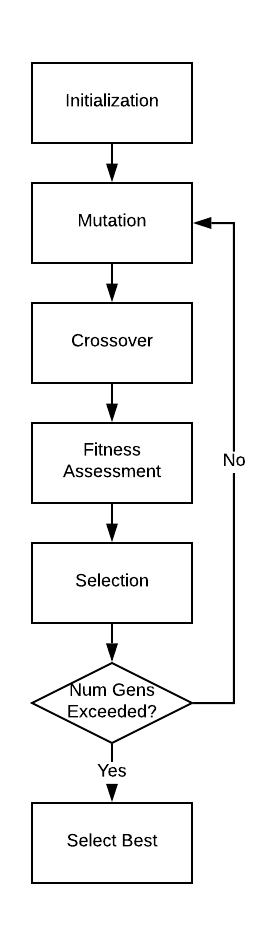 Initialization
Mutation
Crossover
Fitness
Assessment
No
Selection
Num Gens
Exceeded?
Yes
Select Best